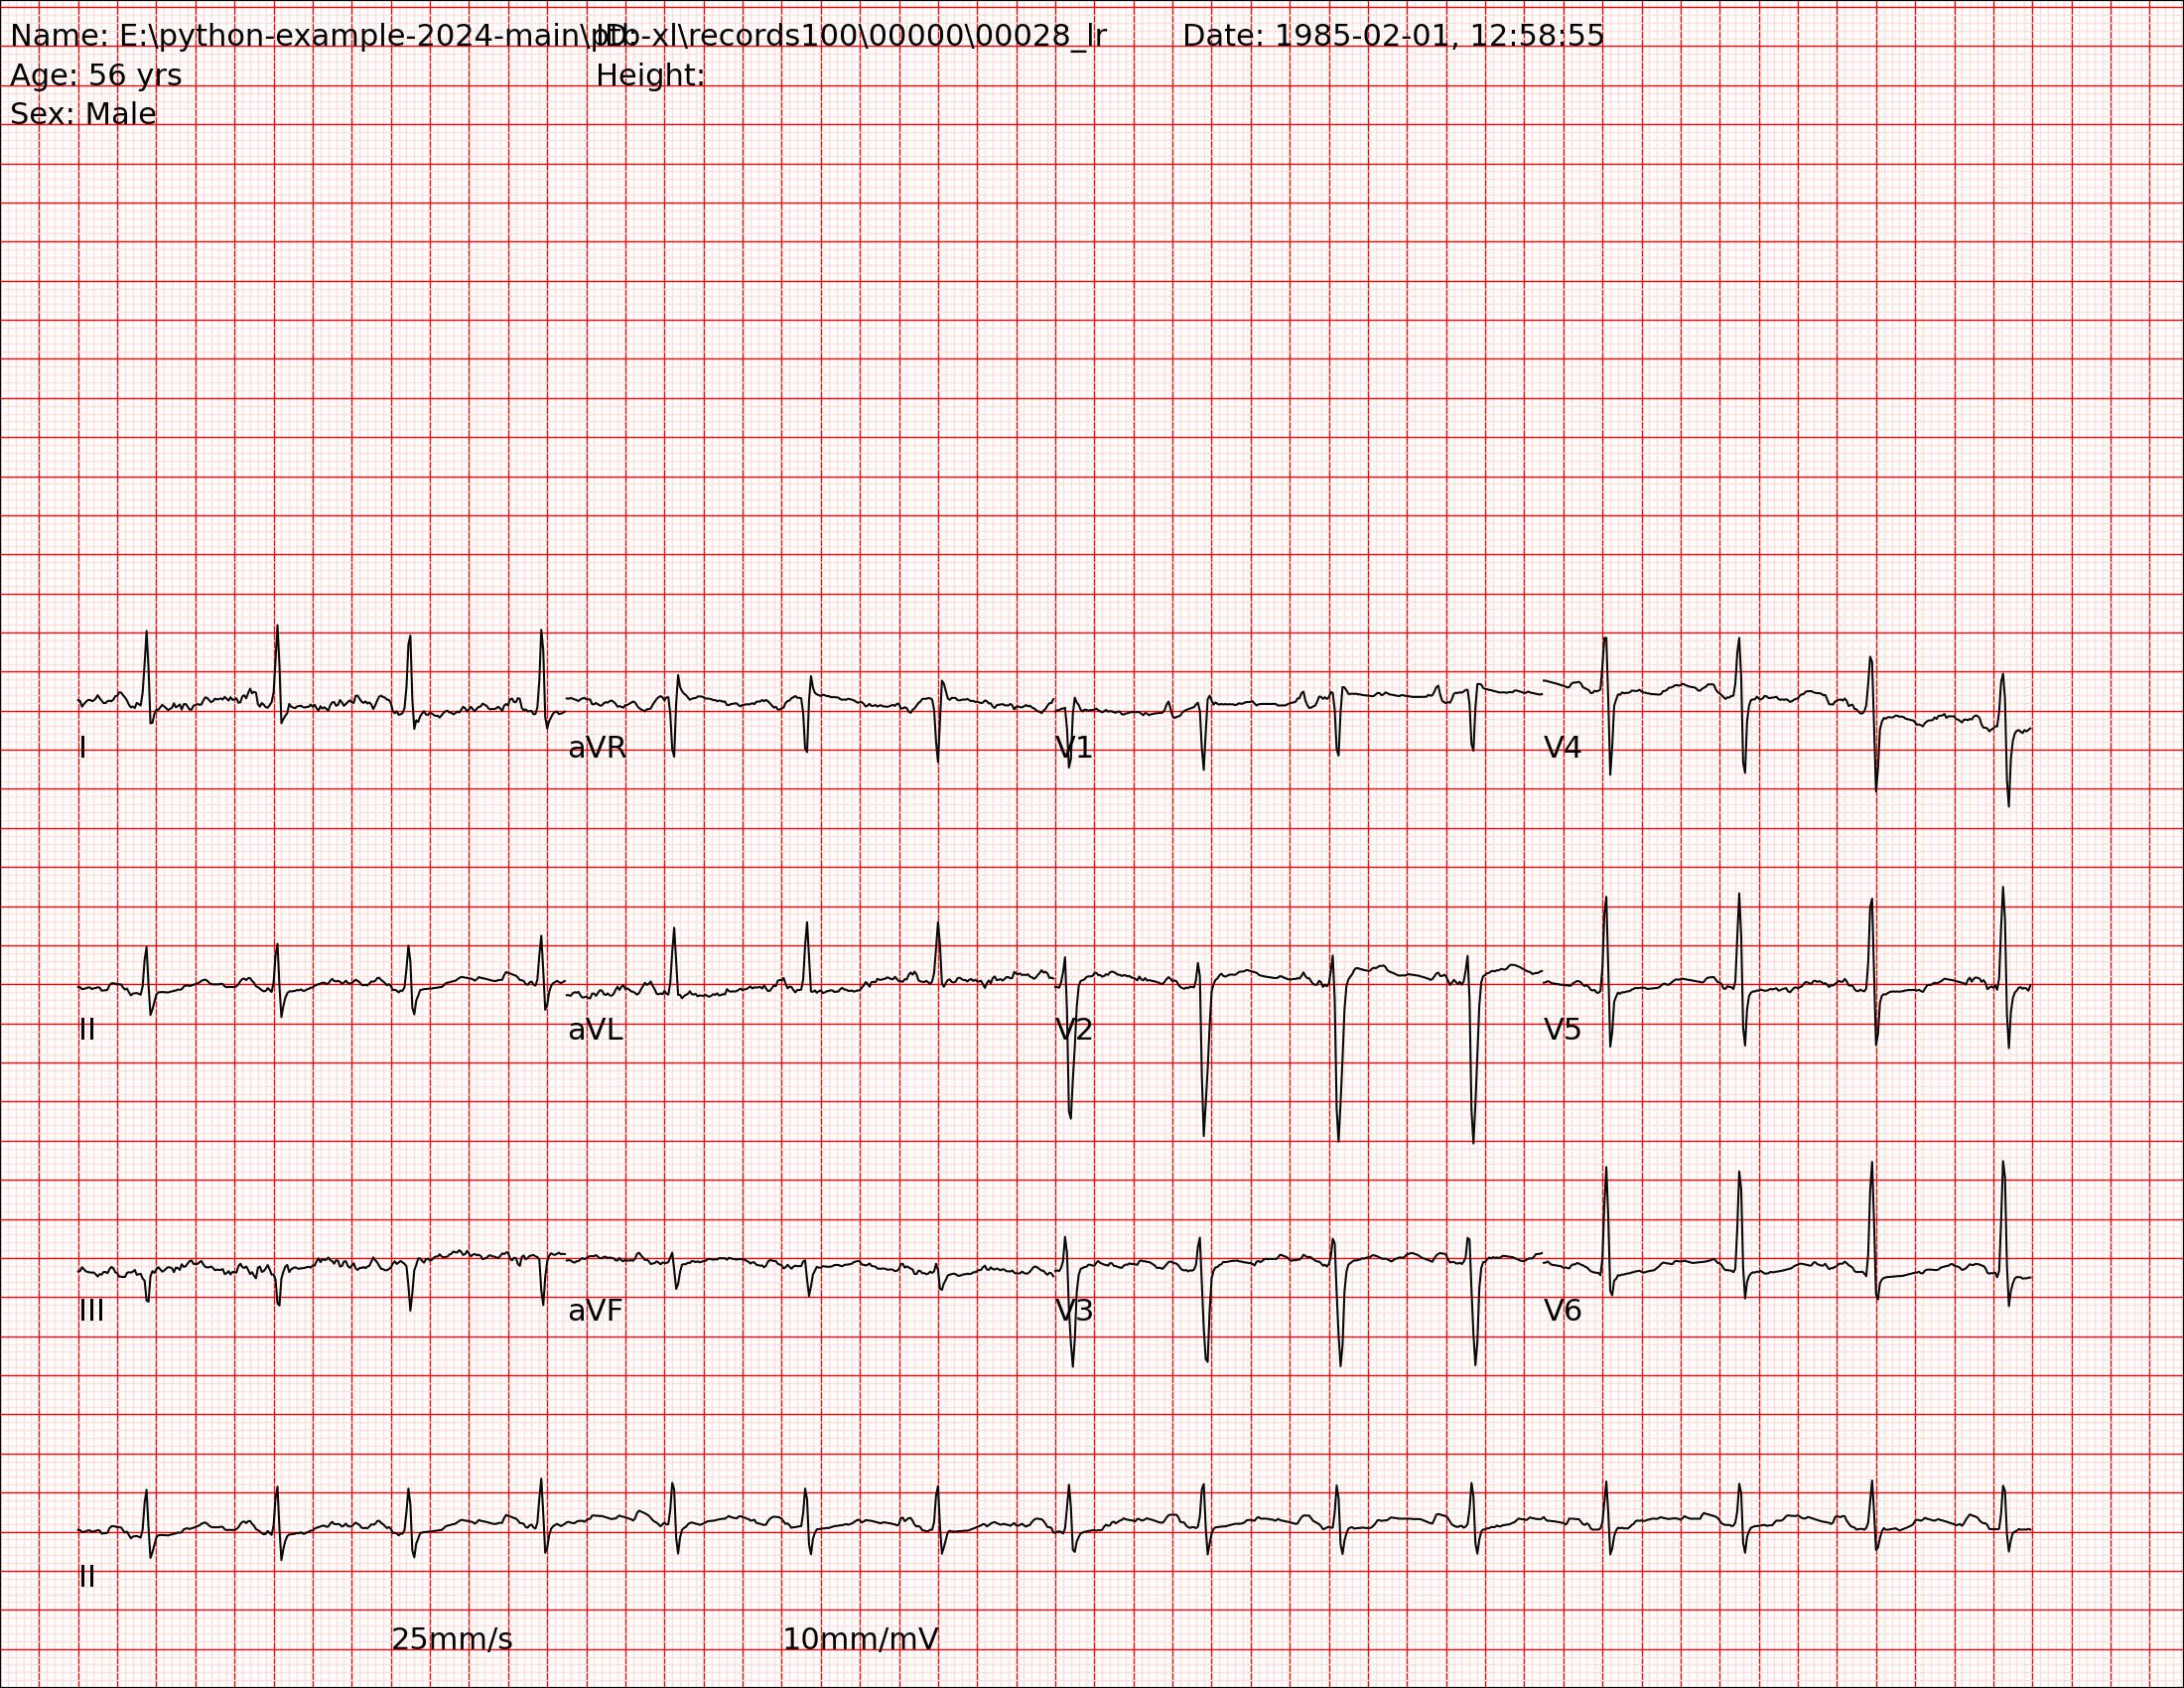 Name: E:\python-example-2024-main\ptb-xl\records100\00000\00028_lr ID: Date: 1985-02-01, 12:58:55
Age: 56 yrs Height:
Sex: Male
I aVR V1 V4
II aVL V2 V5
III aVF V3 V6
II
25mm/s 10mm/mV